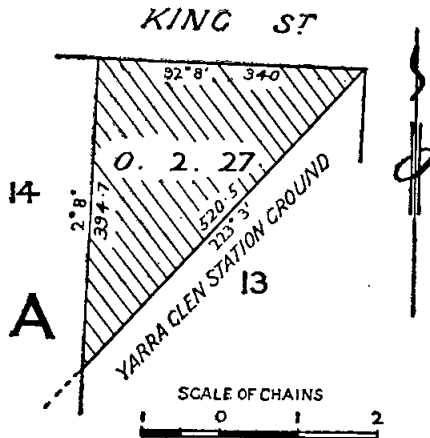 KING ST
92° 8' 340
14
0. 2. 27.
2° 8'
394·7
520·5
223° 3'
YARRA GLEN STATION GROUND
13
A
SCALE OF CHAINS
1 0 1 2